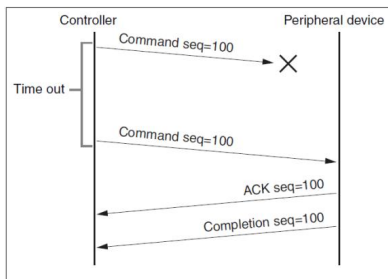 Controller
Peripheral device
Command seq=100
Time out
Command seq=100
ACK seq=100
Completion seq=100